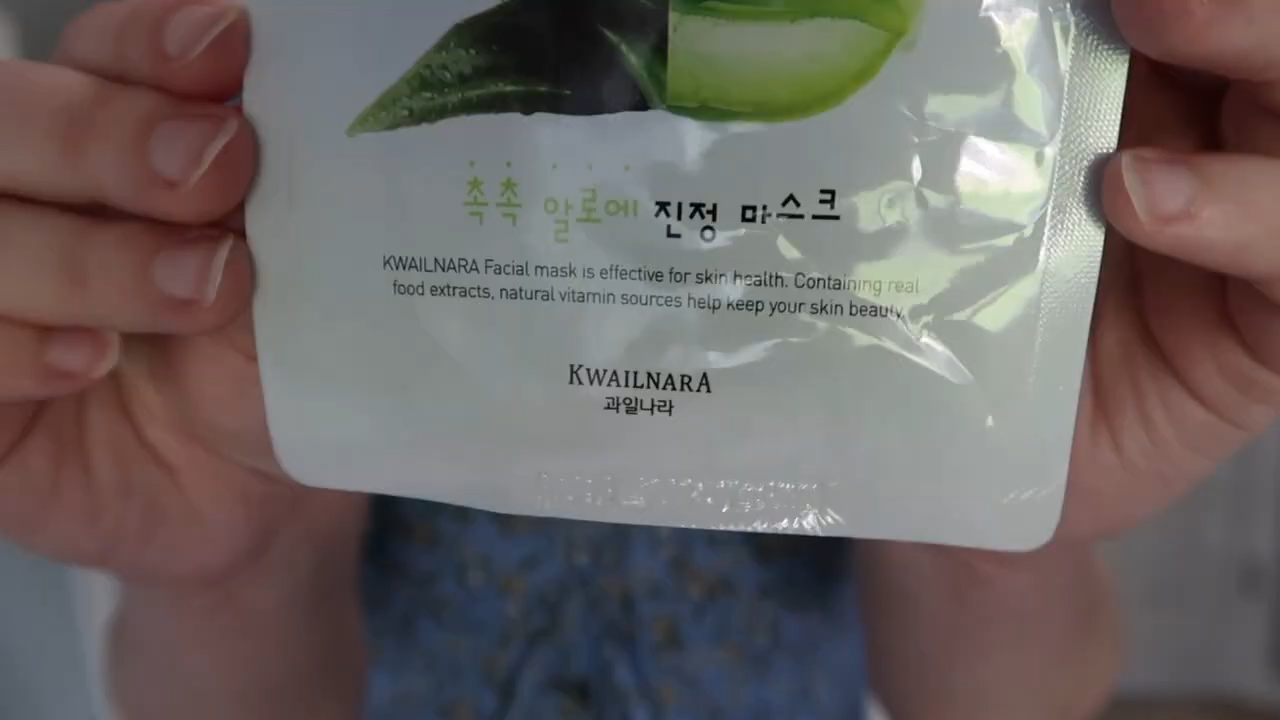 촉촉 알로에 진정 마스크
KWAILNARA Facial mask is effective for skin health. Containing real
food extracts, natural vitamin sources help keep your skin beauty.
KWAILNARA
과일나라